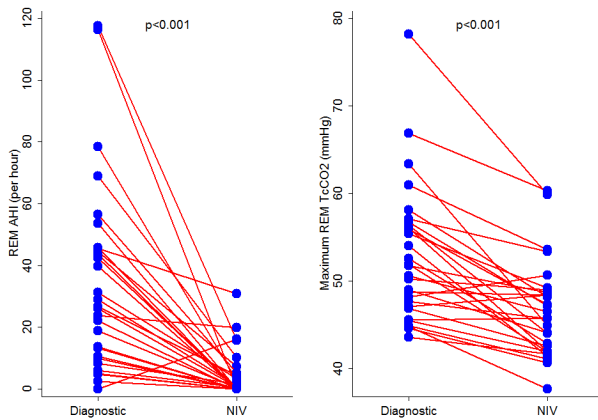 p<0.001
REM AHI (per hour)
120
100
80
60
40
20
0
Diagnostic
NIV
p<0.001
Maximum REM TcCO2 (mmHg)
80
70
60
50
40
Diagnostic
NIV